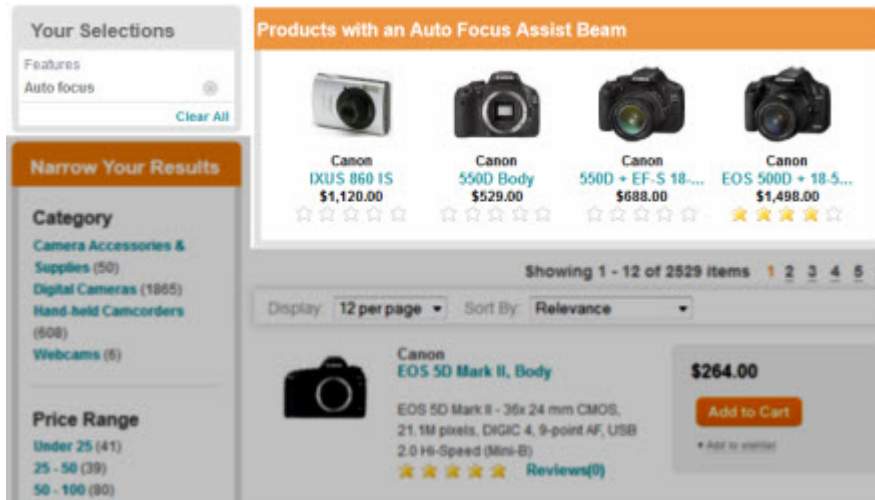 Your Selections
Features
Auto focus
Clear All
Products with an Auto Focus Assist Beam
Canon
IXUS 860 IS
$1,120.00
Canon
550D Body
$529.00
Canon
550D + EF-S 18-...
$688.00
Canon
EOS 500D + 18-5...
$1,498.00
Narrow Your Results
Category
Camera Accessories &
Supplies (50)
Digital Cameras (1865)
Hand-held Camcorders
(608)
Webcams (6)
Price Range
Under 25 (41)
25 - 50 (39)
50 - 100 (80)
Showing 1 - 12 of 2529 items 1 2 3 4 5
Display: 12 per page Sort By: Relevance
Canon
EOS 5D Mark II, Body
EOS 5D Mark II - 36x 24 mm CMOS,
21.1M pixels, DIGIC 4, 9-point AF, USB
2.0 Hi-Speed (Mini-B)
Reviews(0)
$264.00
Add to Cart
Add to wishlist